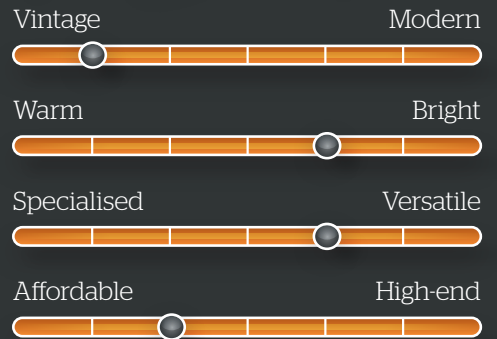 Vintage Modern
Warm Bright
Specialised Versatile
Affordable High-end